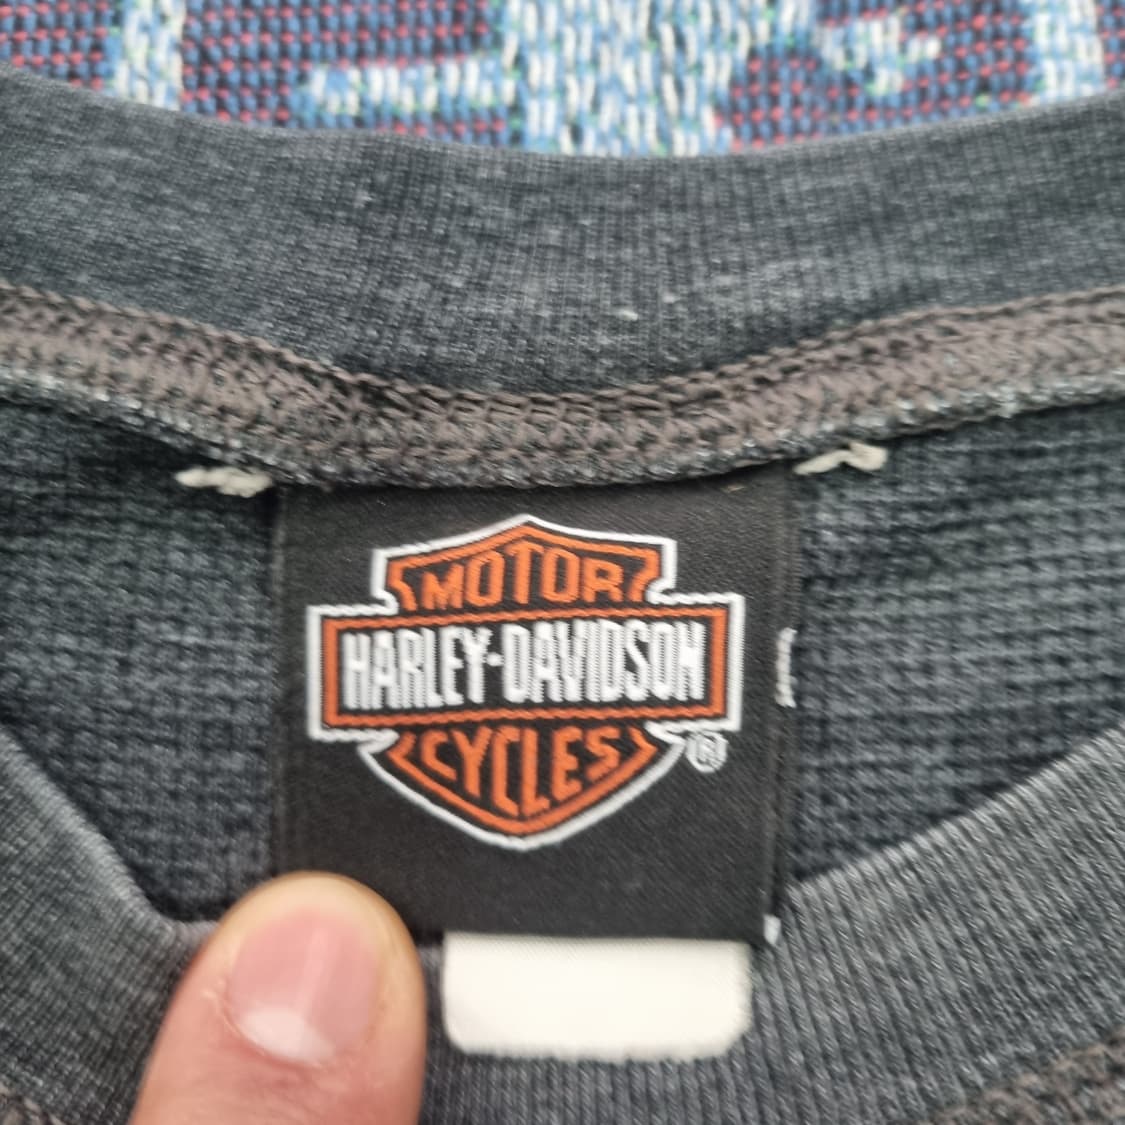 MOTOR
HARLEY-DAVIDSON
CYCLES
®